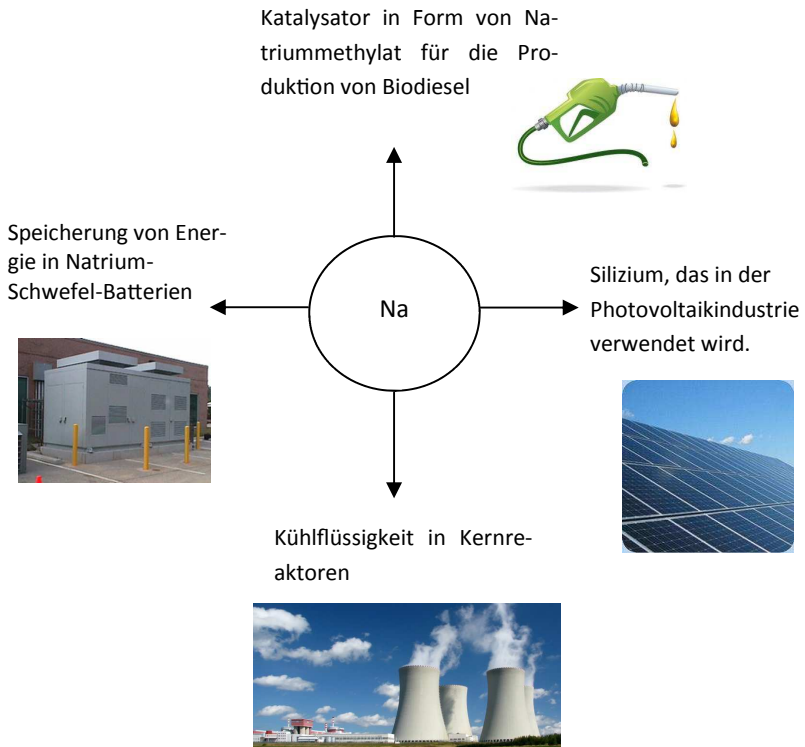 Katalysator in Form von Na-
triummethylat für die Pro-
duktion von Biodiesel
Speicherung von Ener-
gie in Natrium-
Schwefel-Batterien
Na
Silizium, das in der
Photovoltaikindustrie
verwendet wird.
Kühlflüssigkeit in Kernre-
aktoren